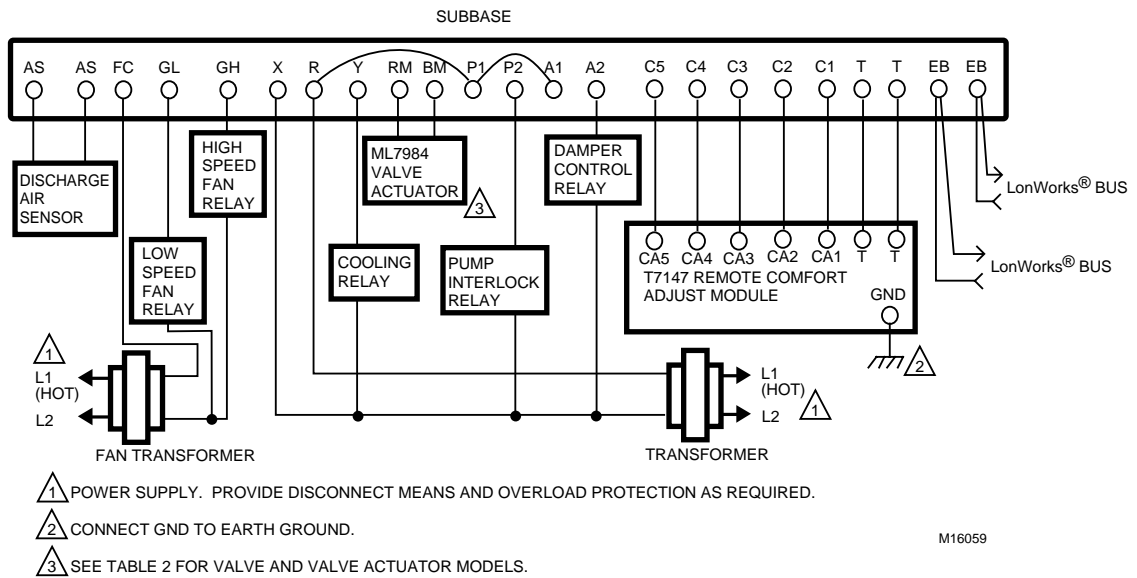 SUBBASE
AS AS FC GL GH X R Y RM BM P1 P2 A1 A2 C5 C4 C3 C2 C1 T T EB EB
DISCHARGE
AIR
SENSOR
HIGH
SPEED
FAN
RELAY
LOW
SPEED
FAN
RELAY
ML7984
VALVE
ACTUATOR
3
COOLING
RELAY
PUMP
INTERLOCK
RELAY
DAMPER
CONTROL
RELAY
LonWorks® BUS
LonWorks® BUS
CA5 CA4 CA3 CA2 CA1 T T
T7147 REMOTE COMFORT
ADJUST MODULE
GND
2
1
L1
(HOT)
L2
FAN TRANSFORMER
L1
(HOT)
L2
1
TRANSFORMER
1 POWER SUPPLY. PROVIDE DISCONNECT MEANS AND OVERLOAD PROTECTION AS REQUIRED.
2 CONNECT GND TO EARTH GROUND.
3 SEE TABLE 2 FOR VALVE AND VALVE ACTUATOR MODELS.
M16059